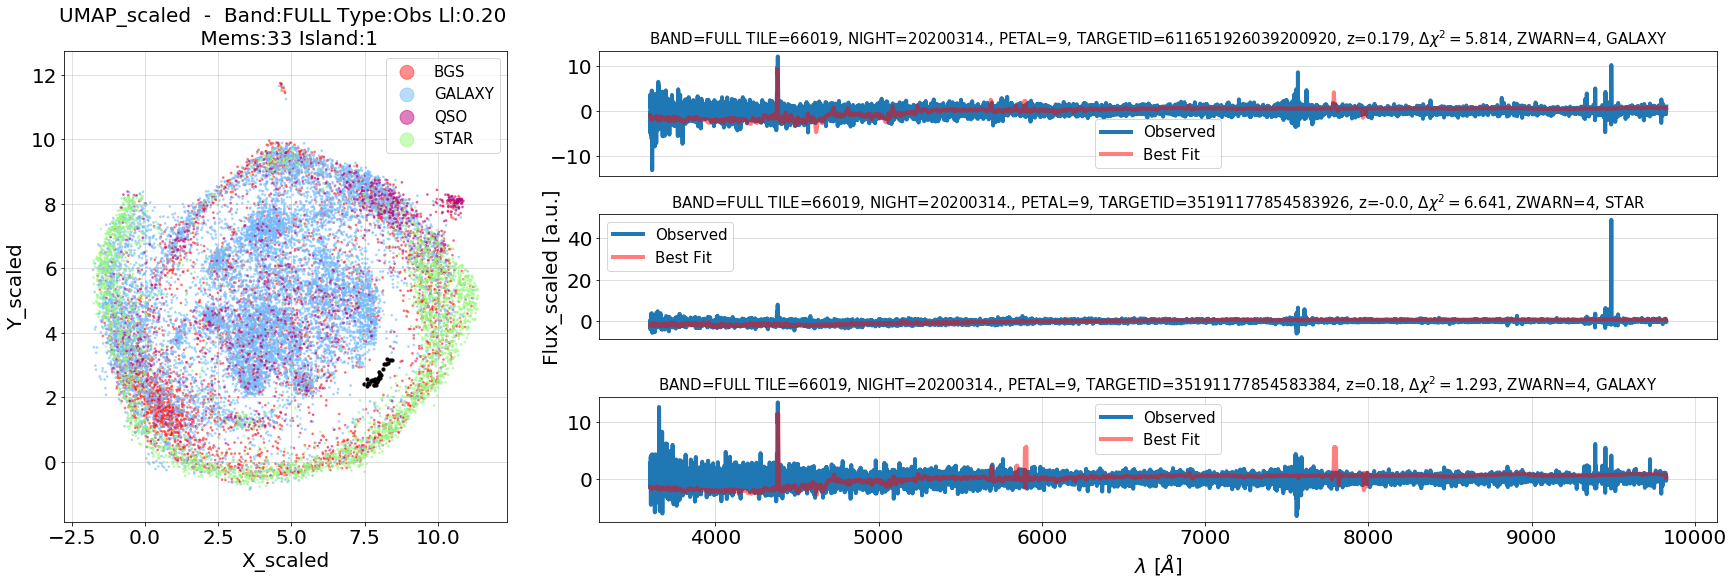 UMAP_scaled - Band:FULL Type:Obs Ll:0.20
Mems:33 Island:1
BGS
GALAXY
QSO
STAR
12
10
8
6
4
2
0
Y_scaled
−2.5 0.0 2.5 5.0 7.5 10.0
X_scaled
BAND=FULL TILE=66019, NIGHT=20200314., PETAL=9, TARGETID=611651926039200920, z=0.179, Δχ² = 5.814, ZWARN=4, GALAXY
10
0
−10
Observed
Best Fit
BAND=FULL TILE=66019, NIGHT=20200314., PETAL=9, TARGETID=35191177854583926, z=-0.0, Δχ² = 6.641, ZWARN=4, STAR
40
20
0
Observed
Best Fit
Flux_scaled [a.u.]
BAND=FULL TILE=66019, NIGHT=20200314., PETAL=9, TARGETID=35191177854583384, z=0.18, Δχ² = 1.293, ZWARN=4, GALAXY
10
0
Observed
Best Fit
4000 5000 6000 7000 8000 9000 10000
λ [Å]